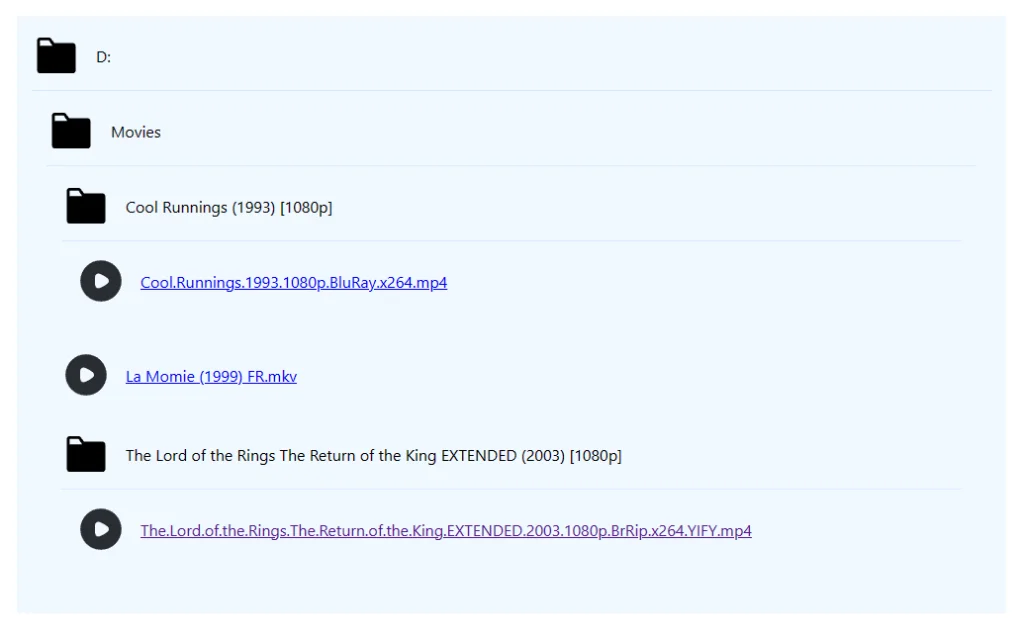 D:
Movies
Cool Runnings (1993) [1080p]
Cool.Runnings.1993.1080p.BluRay.x264.mp4
La Momie (1999) FR.mkv
The Lord of the Rings The Return of the King EXTENDED (2003) [1080p]
The.Lord.of.the.Rings.The.Return.of.the.King.EXTENDED.2003.1080p.BrRip.x264.YIFY.mp4